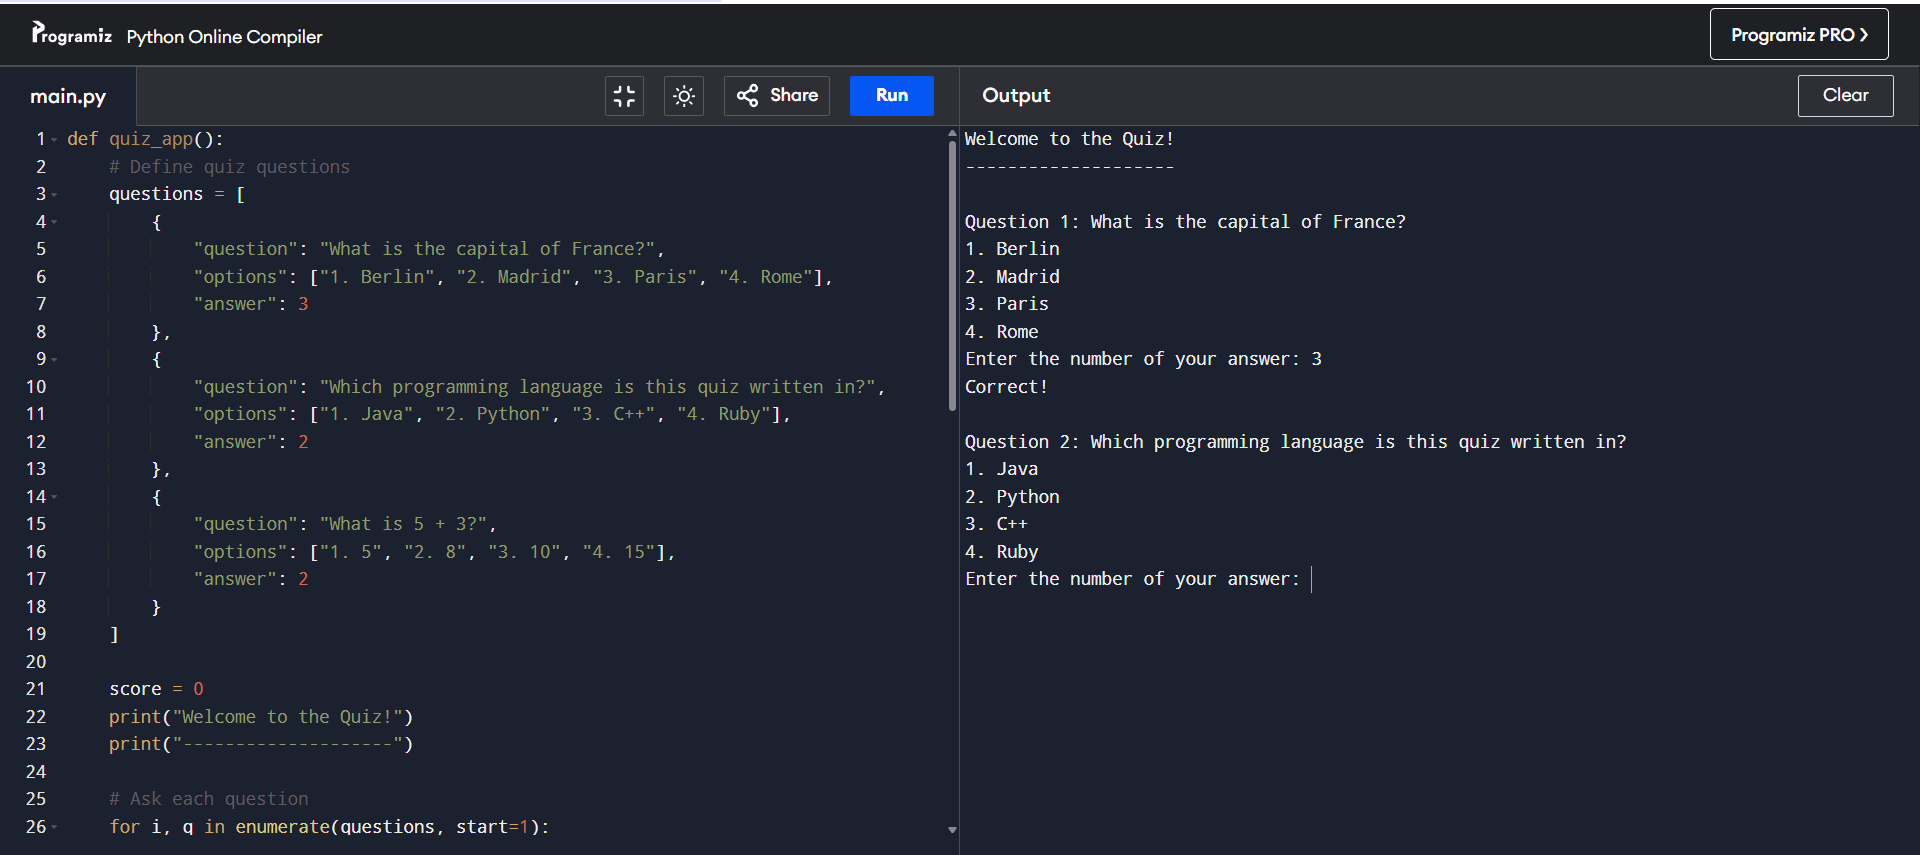 Programiz Python Online Compiler
Programiz PRO ❯
main.py
Share
Run
1 def quiz_app():
2     # Define quiz questions
3     questions = [
4         {
5             "question": "What is the capital of France?",
6             "options": ["1. Berlin", "2. Madrid", "3. Paris", "4. Rome"],
7             "answer": 3
8         },
9         {
10             "question": "Which programming language is this quiz written in?",
11             "options": ["1. Java", "2. Python", "3. C++", "4. Ruby"],
12             "answer": 2
13         },
14         {
15             "question": "What is 5 + 3?",
16             "options": ["1. 5", "2. 8", "3. 10", "4. 15"],
17             "answer": 2
18         }
19     ]
20
21     score = 0
22     print("Welcome to the Quiz!")
23     print("--------------------")
24
25     # Ask each question
26     for i, q in enumerate(questions, start=1):
Output
Clear
Welcome to the Quiz!
--------------------
Question 1: What is the capital of France?
1. Berlin
2. Madrid
3. Paris
4. Rome
Enter the number of your answer: 3
Correct!
Question 2: Which programming language is this quiz written in?
1. Java
2. Python
3. C++
4. Ruby
Enter the number of your answer: